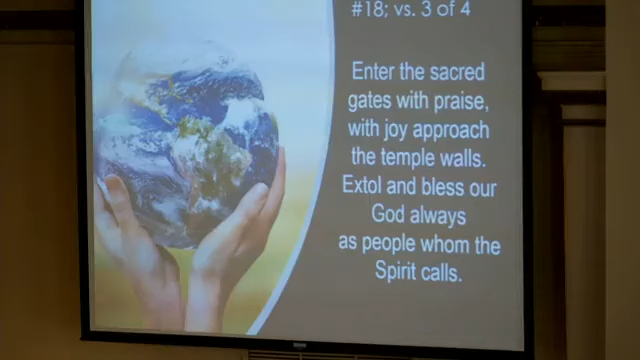 #18; vs. 3 of 4
Enter the sacred
gates with praise,
with joy approach
the temple walls.
Extol and bless our
God always
as people whom the
Spirit calls.